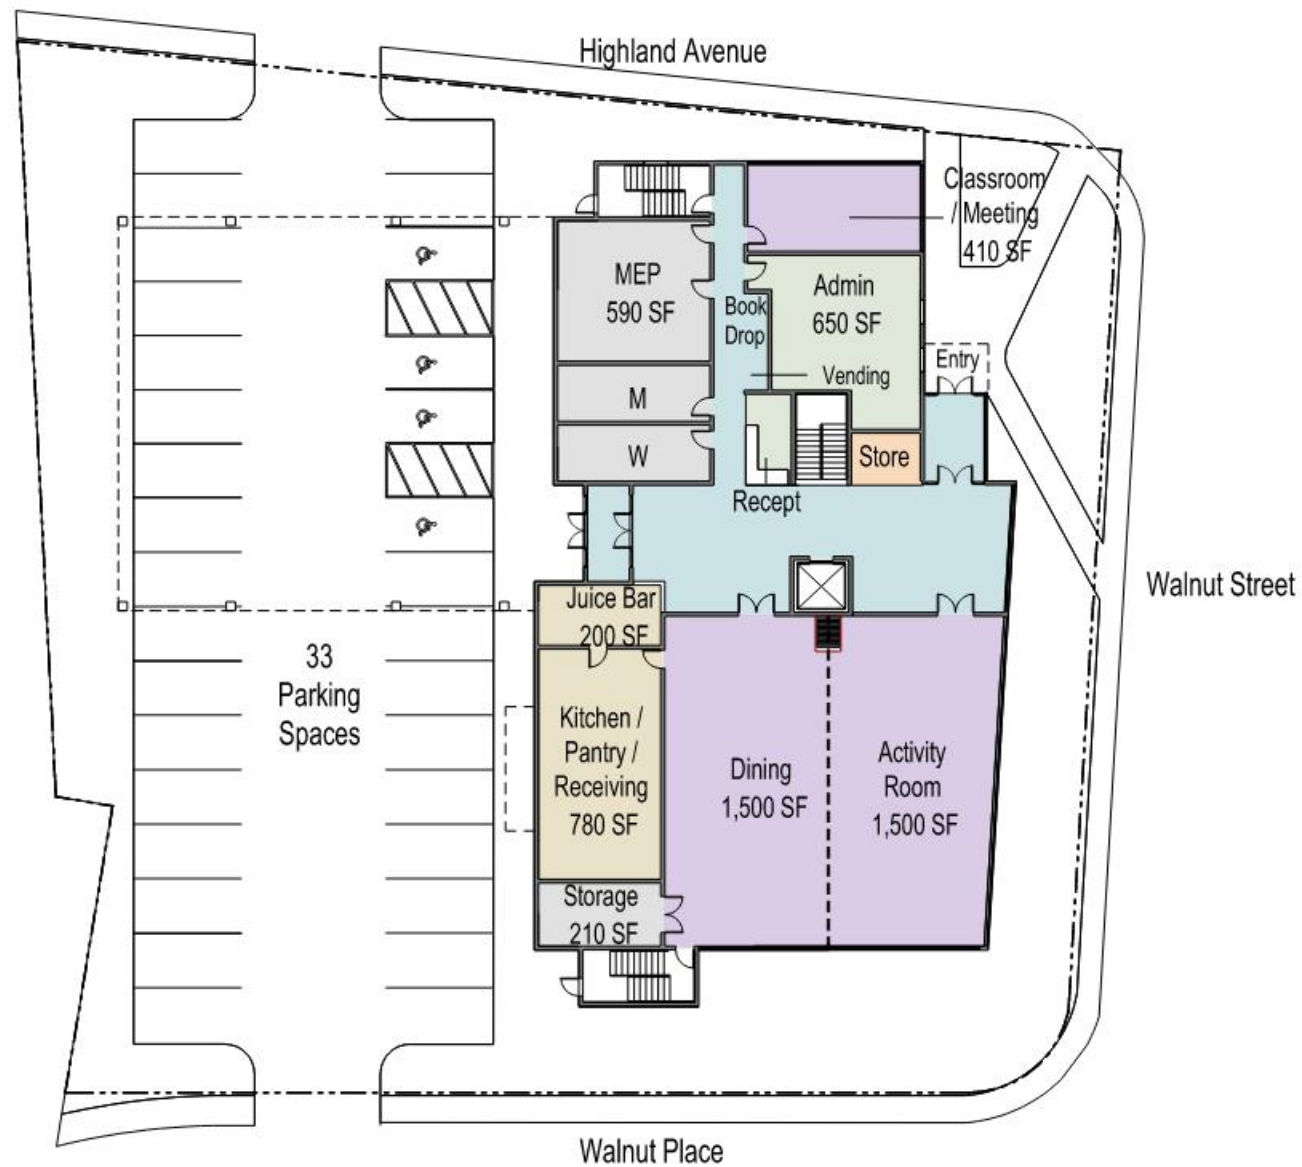 Highland Avenue
Classroom
/ Meeting
410 SF
MEP
590 SF
Admin
650 SF
Book
Drop
Entry
Vending
M
W
Store
Recept
Walnut Street
Juice Bar
200 SF
33
Parking
Spaces
Kitchen /
Pantry /
Receiving
780 SF
Dining
1,500 SF
Activity
Room
1,500 SF
Storage
210 SF
Walnut Place